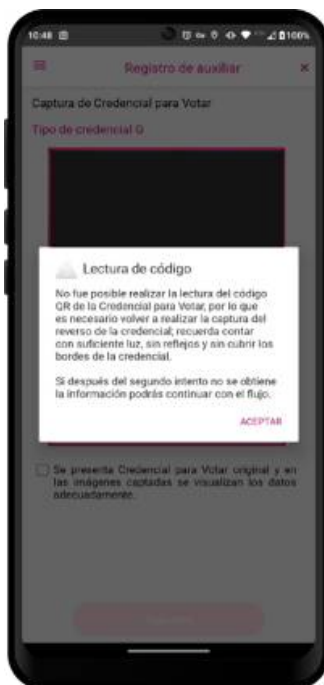 10:48
100%
Registro de auxiliar
×
Captura de Credencial para Votar
Tipo de credencial G
Lectura de código
No fue posible realizar la lectura del código
QR de la Credencial para Votar, por lo que
es necesario volver a realizar la captura del
reverso de la credencial; recuerda contar
con suficiente luz, sin reflejos y sin cubrir los
bordes de la credencial.
Si después del segundo intento no se obtiene
la información podrás continuar con el flujo.
ACEPTAR
Se presenta Credencial para Votar original y en
las imágenes captadas se visualizan los datos
adecuadamente.